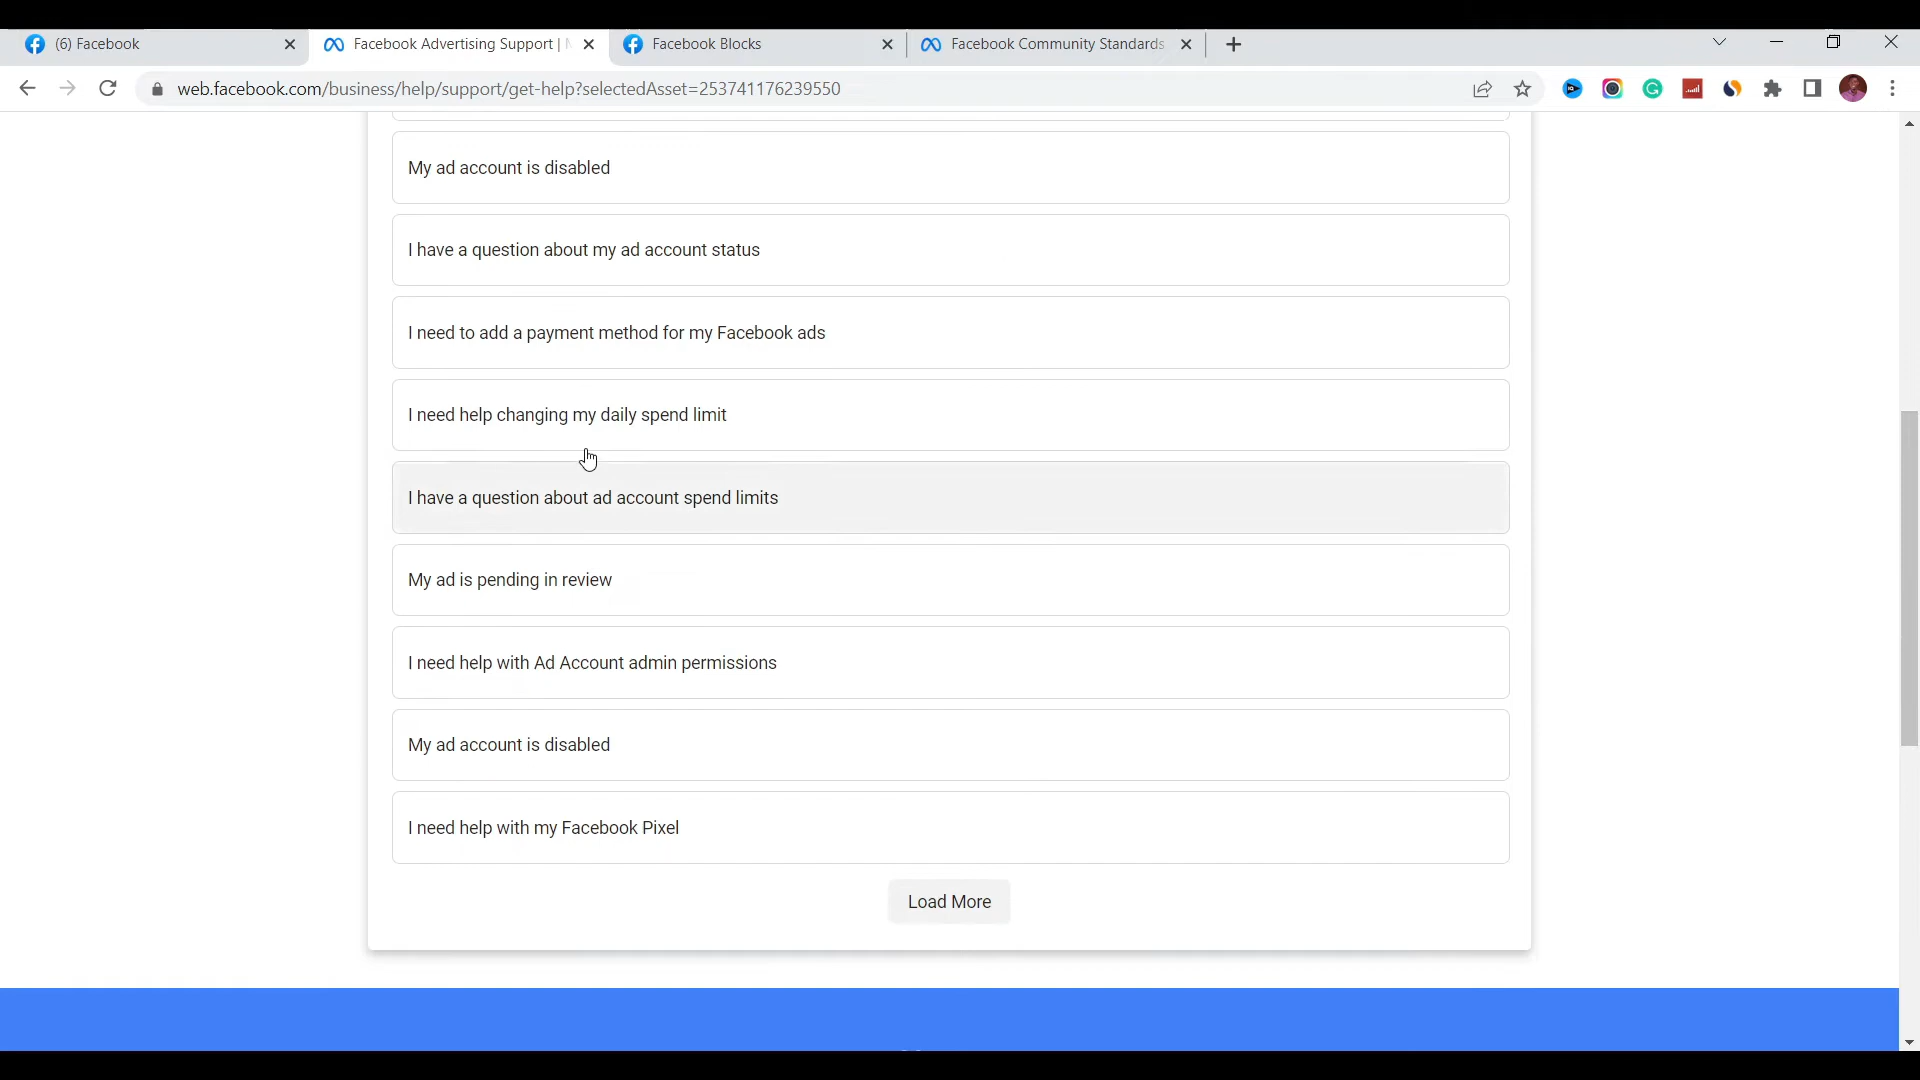 (6) Facebook
Facebook Advertising Support |
Facebook Blocks
Facebook Community Standards
web.facebook.com/business/help/support/get-help?selectedAsset=253741176239550
My ad account is disabled
I have a question about my ad account status
I need to add a payment method for my Facebook ads
I need help changing my daily spend limit
I have a question about ad account spend limits
My ad is pending in review
I need help with Ad Account admin permissions
My ad account is disabled
I need help with my Facebook Pixel
Load More